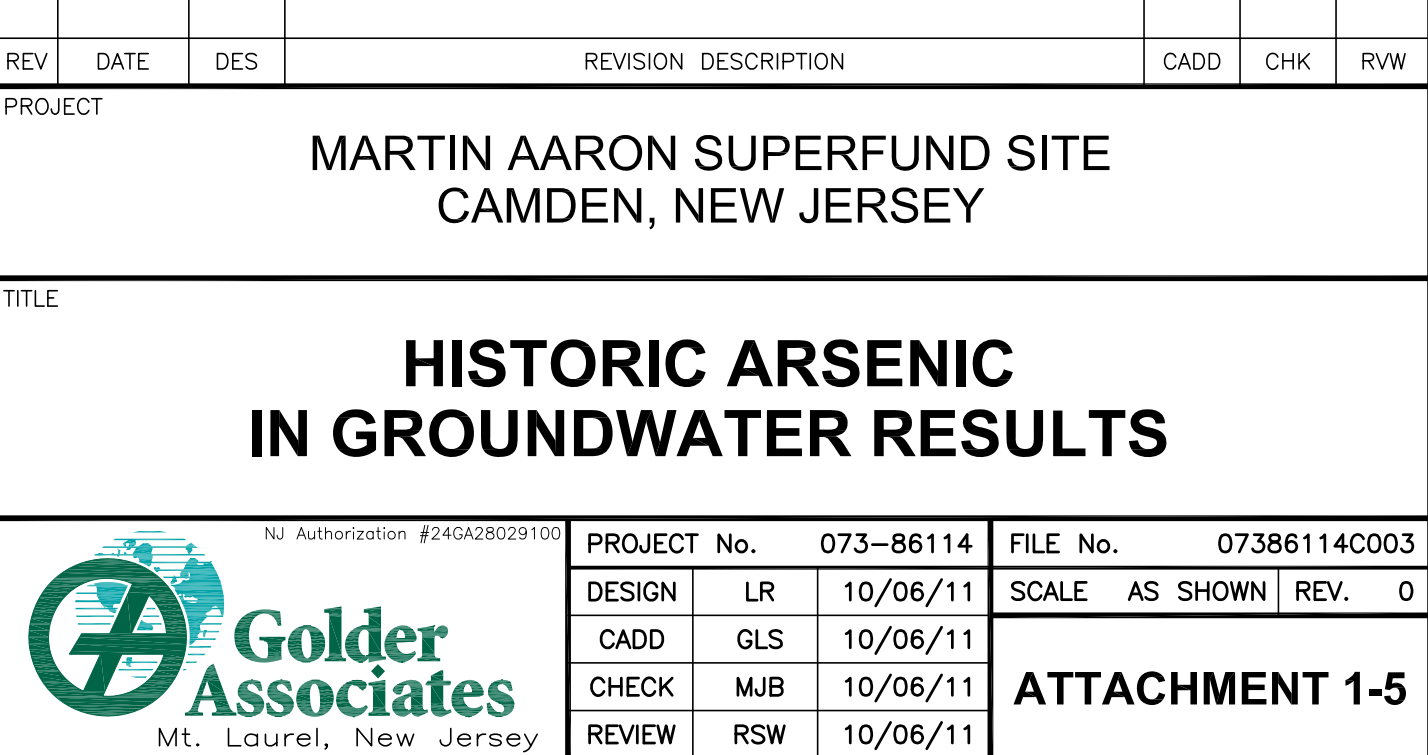 REV DATE DES REVISION DESCRIPTION CADD CHK RVW
PROJECT
MARTIN AARON SUPERFUND SITE
CAMDEN, NEW JERSEY
TITLE
HISTORIC ARSENIC
IN GROUNDWATER RESULTS
NJ Authorization #24GA28029100
Golder
Associates
Mt. Laurel, New Jersey
PROJECT No. 073-86114
DESIGN LR 10/06/11
CADD GLS 10/06/11
CHECK MJB 10/06/11
REVIEW RSW 10/06/11
FILE No. 07386114C003
SCALE AS SHOWN REV. 0
ATTACHMENT 1-5